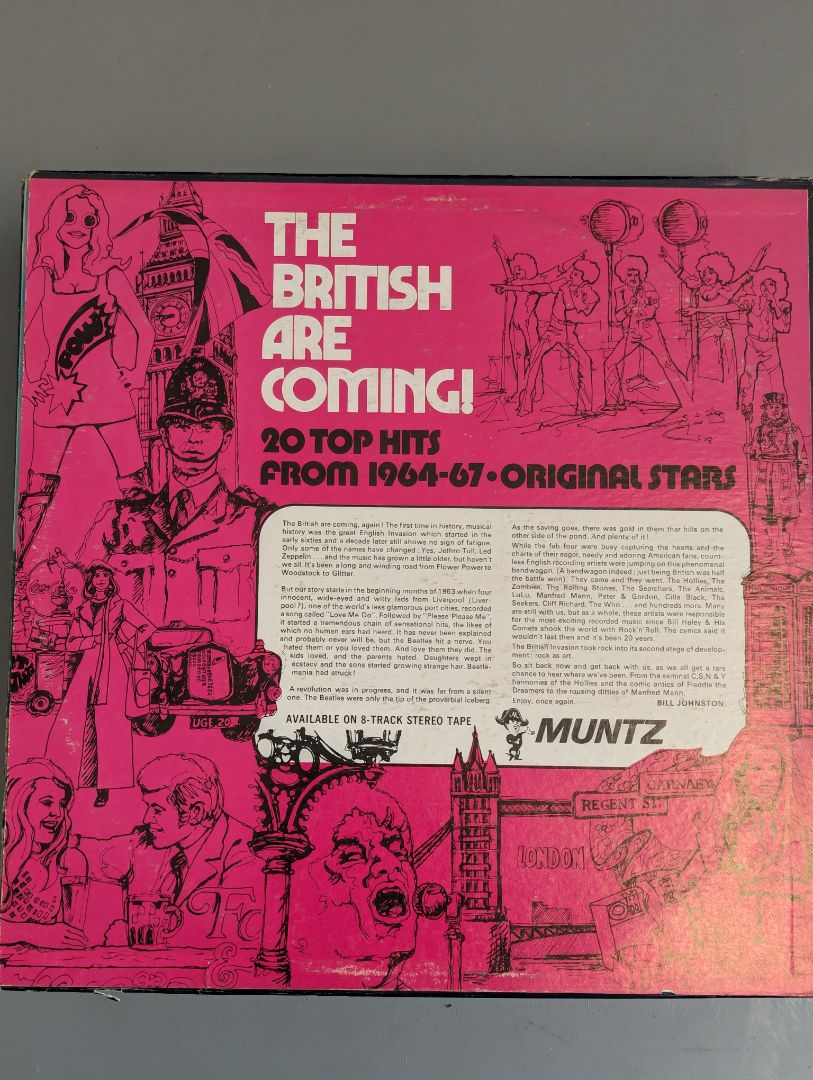 THE
BRITISH
ARE
COMING!
20 TOP HITS
FROM 1964-67 • ORIGINAL STARS
POW!
The British are coming, again! The first time in history, musical
history was the great English Invasion which started in the
early sixties and a decade later still shows no sign of fatigue.
Only some of the names have changed: Yes, Jethro Tull, Led
Zeppelin... and the music has grown a little older, but haven't
we all. It's been a long and winding road from Flower Power to
Woodstock to Glitter.
But our story starts in the beginning months of 1963 when four
innocent, wide-eyed and witty lads from Liverpool (Liver-
pool?), one of the world's less glamorous port cities, recorded
a song called "Love Me Do". Followed by "Please Please Me",
it started a tremendous chain of sensational hits, the likes of
which no human ears had heard. It has never been explained
and probably never will be, but the Beatles hit a nerve. You
hated them or you loved them. And love them they did. The
kids loved, and the parents hated. Daughters wept in
ecstacy and the sons started growing strange hair. Beatle-
mania had struck!
A revolution was in progress, and it was far from a silent
one. The Beatles were only the tip of the proverbial iceberg.
As the saying goes, there was gold in them thar hills on the
other side of the pond. And plenty of it!
While the fab four were busy capturing the hearts and the
charts of their eager, needy and adoring American fans, count-
less English recording artists were jumping on this phenomenal
bandwagon. (A bandwagon indeed; just being British was half
the battle won). They came and they went. The Hollies, The
Zombies, The Rolling Stones, The Searchers, The Animals,
LuLu, Manfred Mann, Peter & Gordon, Cilla Black, The
Seekers, Cliff Richard, The Who... and hundreds more. Many
are still with us, but as a whole, these artists were responsible
for the most exciting recorded music since Bill Haley & His
Comets shook the world with Rock'n'Roll. The cynics said it
wouldn't last then and it's been 20 years.
The British Invasion took rock into its second stage of develop-
ment: rock as art.
So sit back now and get back with us, as we all get a rare
chance to hear where we've been. From the seminal C,S,N & Y
harmonies of the Hollies and the comic antics of Freddie the
Dreamers to the rousing ditties of Manfred Mann.
Enjoy, once again. BILL JOHNSTON
AVAILABLE ON 8-TRACK STEREO TAPE
MUNTZ
UGE.20
CARNABY
REGENT ST.
LONDON